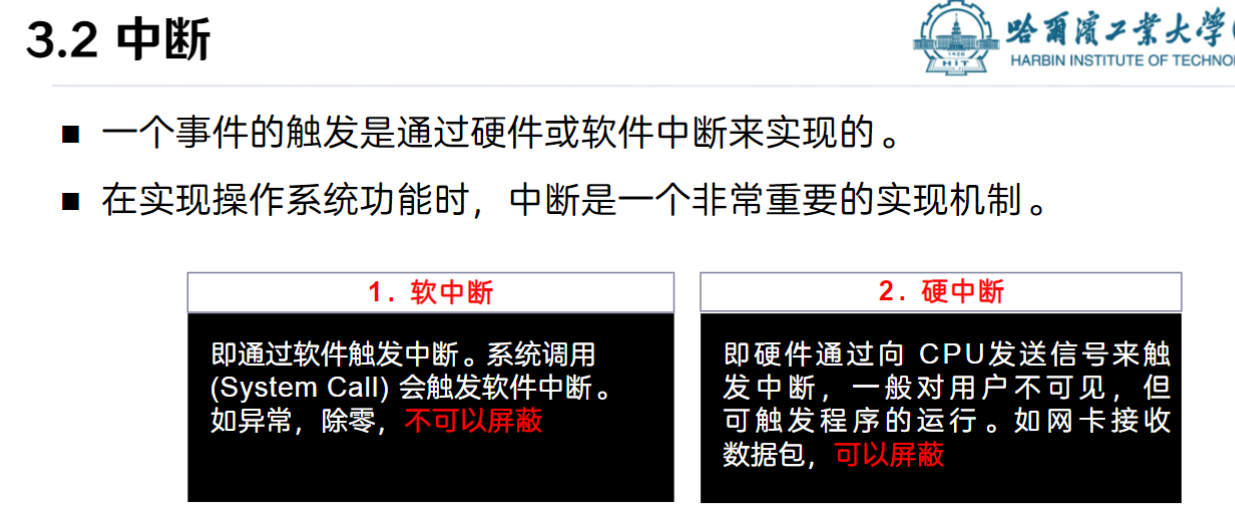 3.2 中断
哈爾濱工業大學
HARBIN INSTITUTE OF TECHNO
HIT
■ 一个事件的触发是通过硬件或软件中断来实现的。
■ 在实现操作系统功能时，中断是一个非常重要的实现机制。
1. 软中断
即通过软件触发中断。系统调用
(System Call) 会触发软件中断。
如异常，除零，不可以屏蔽
2. 硬中断
即硬件通过向 CPU发送信号来触
发中断，一般对用户不可见，但
可触发程序的运行。如网卡接收
数据包，可以屏蔽